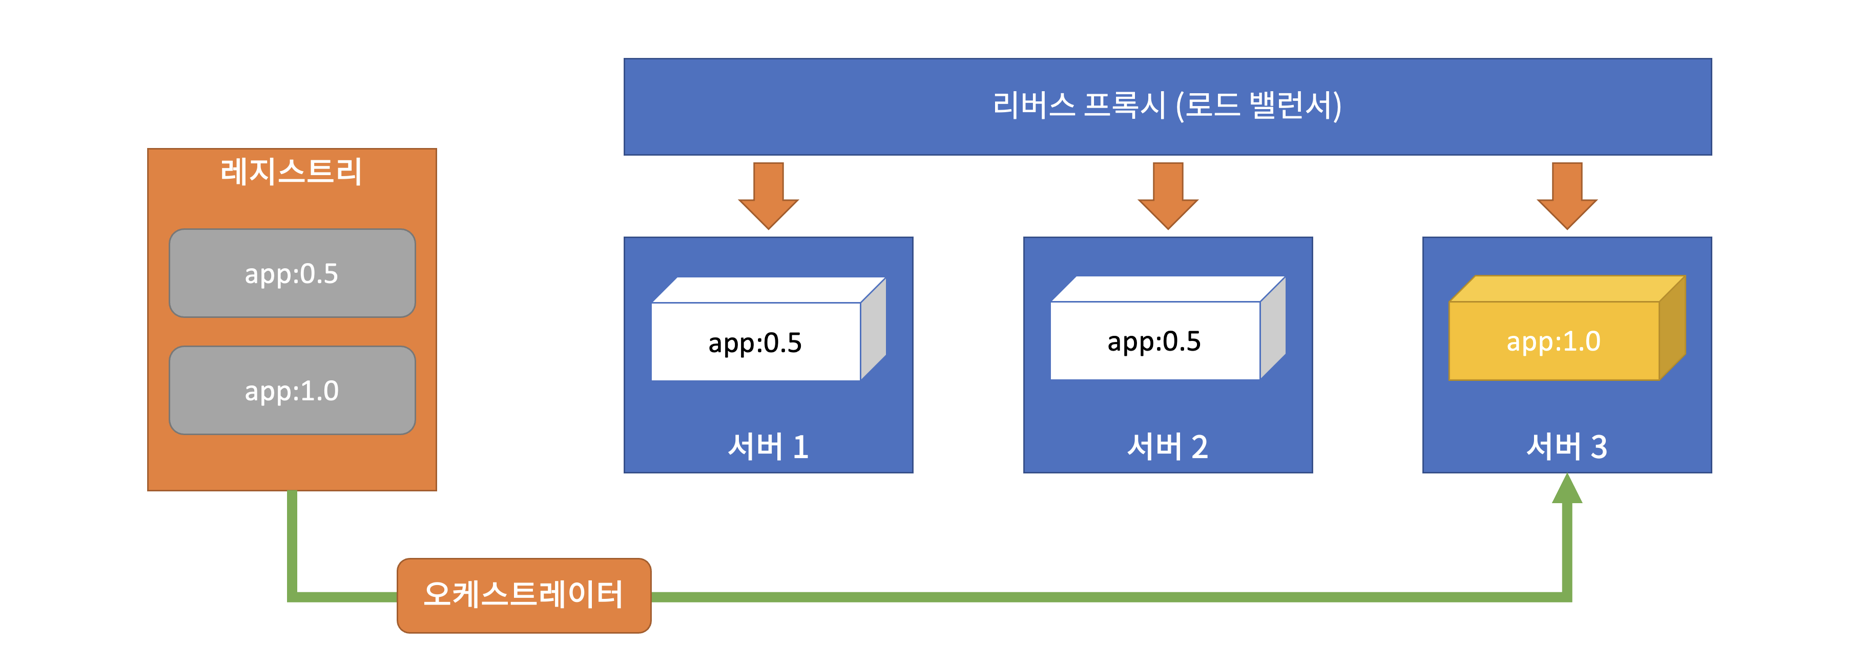 리버스 프록시 (로드 밸런서)
레지스트리
app:0.5
app:1.0
app:0.5
서버 1
app:0.5
서버 2
app:1.0
서버 3
오케스트레이터